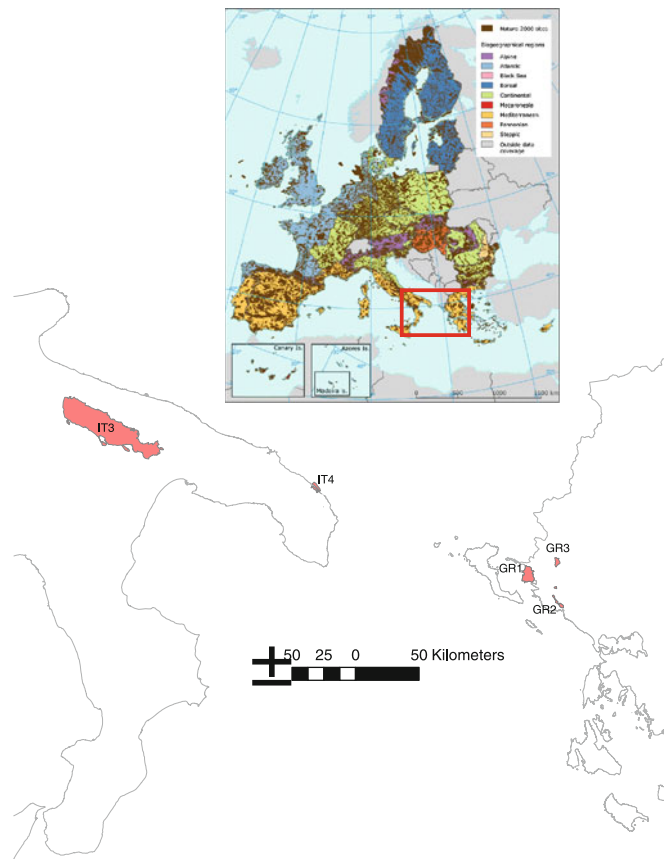 Natura 2000 sites
Biogeographical regions
Alpine
Atlantic
Black Sea
Boreal
Continental
Macaronesia
Mediterranean
Pannonian
Steppic
Outside data
coverage
Canary Is.
Azores Is.
Madeira Is.
0 500 1000 1500 km
IT3
IT4
GR3
GR1
GR2
50 25 0 50 Kilometers